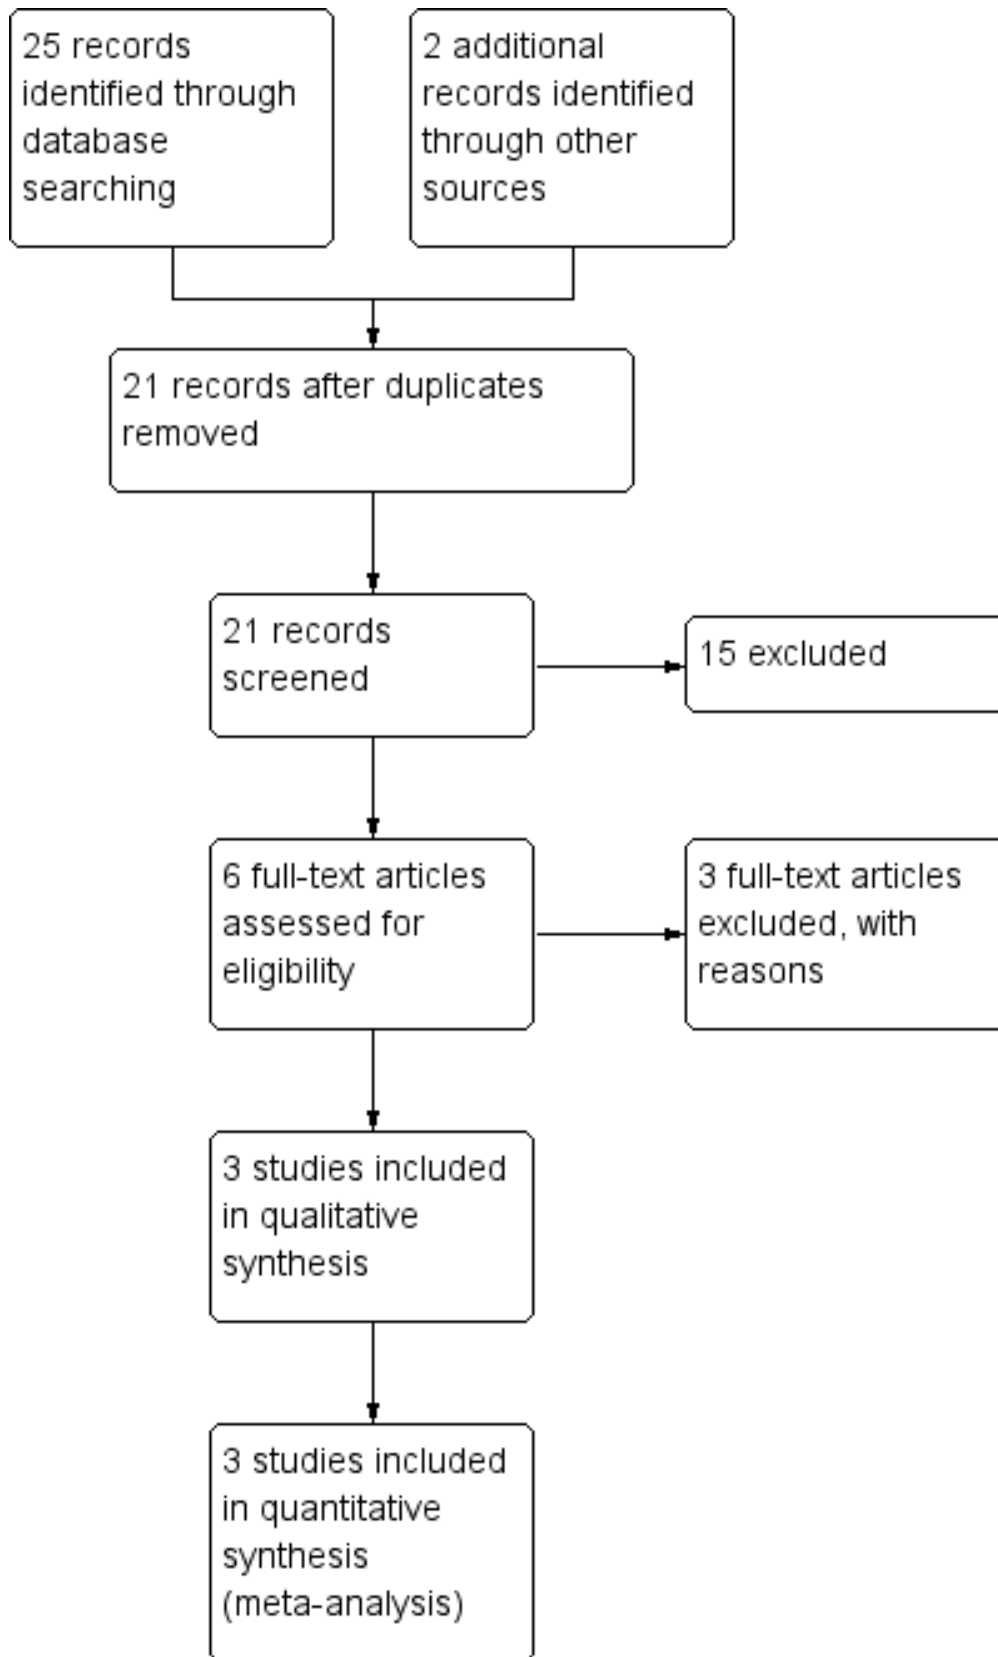 25 records
identified through
database
searching
2 additional
records identified
through other
sources
21 records after duplicates
removed
21 records
screened
15 excluded
6 full-text articles
assessed for
eligibility
3 full-text articles
excluded, with
reasons
3 studies included
in qualitative
synthesis
3 studies included
in quantitative
synthesis
(meta-analysis)